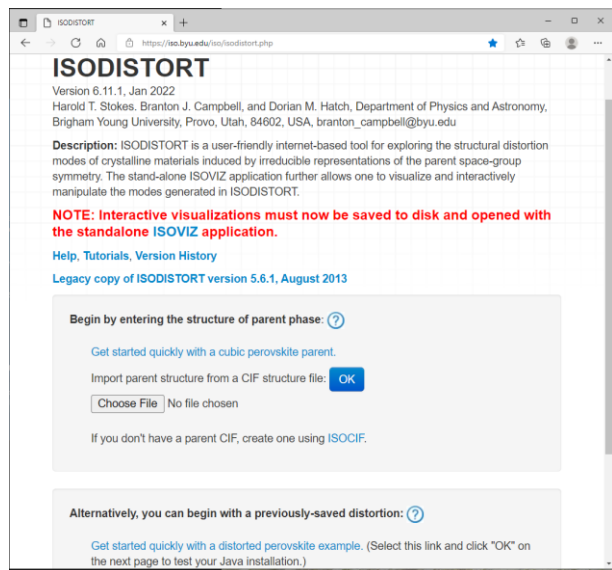 ISODISTORT
https://iso.byu.edu/iso/isodistort.php
ISODISTORT
Version 6.11.1, Jan 2022
Harold T. Stokes. Branton J. Campbell, and Dorian M. Hatch, Department of Physics and Astronomy,
Brigham Young University, Provo, Utah, 84602, USA, branton_campbell@byu.edu
Description: ISODISTORT is a user-friendly internet-based tool for exploring the structural distortion
modes of crystalline materials induced by irreducible representations of the parent space-group
symmetry. The stand-alone ISOVIZ application further allows one to visualize and interactively
manipulate the modes generated in ISODISTORT.
NOTE: Interactive visualizations must now be saved to disk and opened with
the standalone ISOVIZ application.
Help, Tutorials, Version History
Legacy copy of ISODISTORT version 5.6.1, August 2013
Begin by entering the structure of parent phase: ?
Get started quickly with a cubic perovskite parent.
Import parent structure from a CIF structure file: OK
Choose File No file chosen
If you don't have a parent CIF, create one using ISOCIF.
Alternatively, you can begin with a previously-saved distortion: ?
Get started quickly with a distorted perovskite example. (Select this link and click "OK" on
the next page to test your Java installation.)